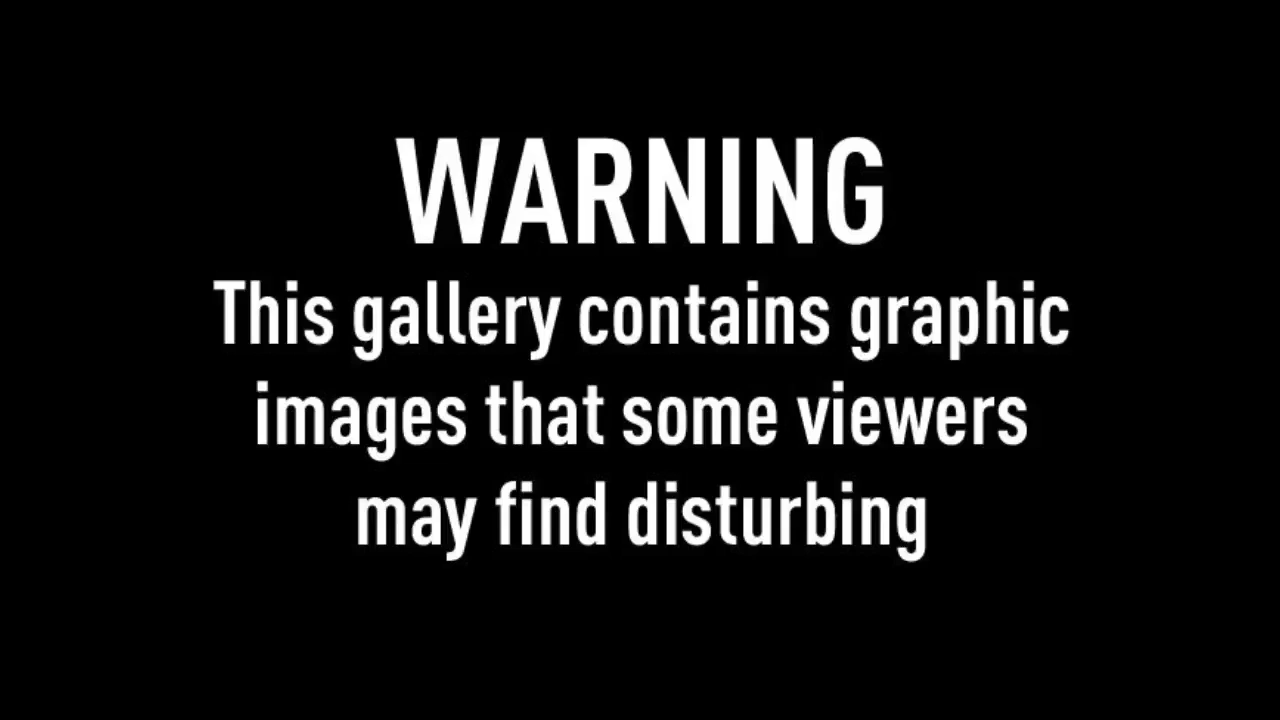 WARNING
This gallery contains graphic
images that some viewers
may find disturbing